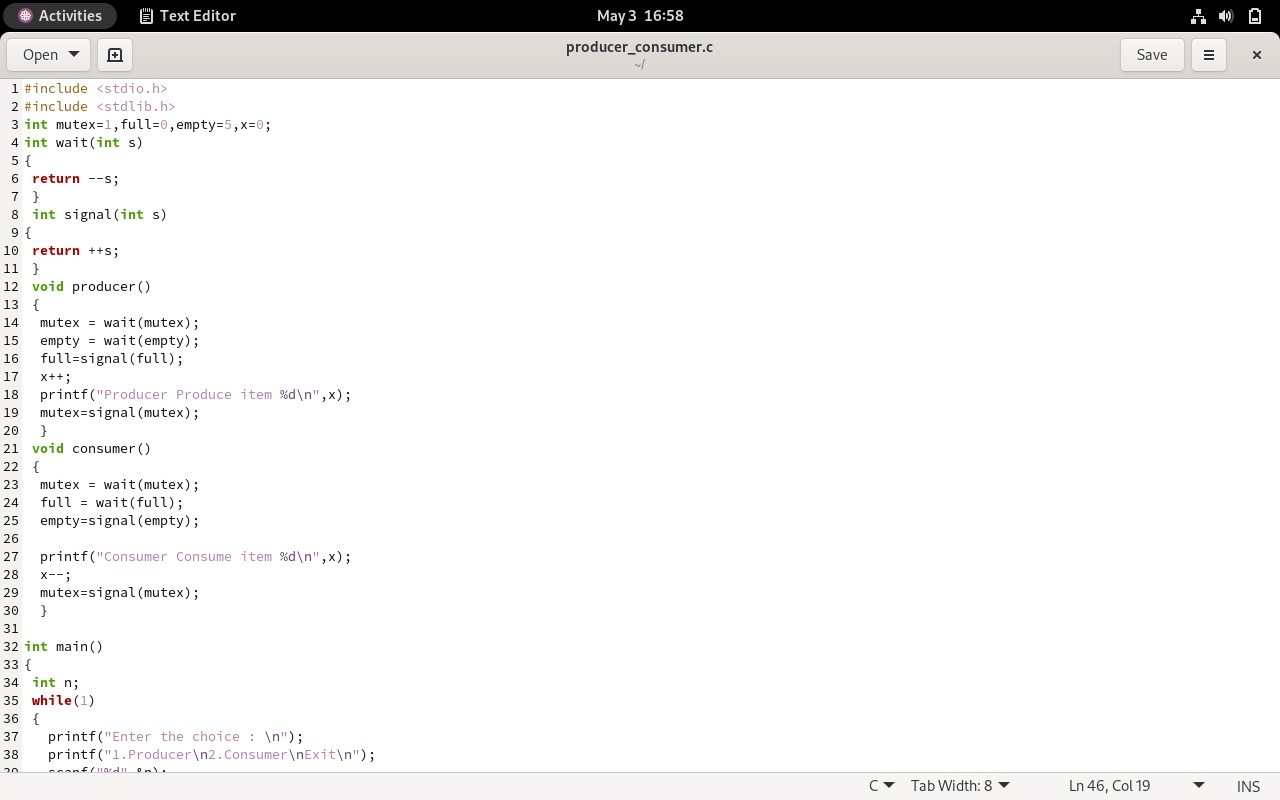 Activities Text Editor May 3 16:58
Open producer_consumer.c Save
~/
1 #include <stdio.h>
2 #include <stdlib.h>
3 int mutex=1,full=0,empty=5,x=0;
4 int wait(int s)
5 {
6 return --s;
7 }
8 int signal(int s)
9 {
10 return ++s;
11 }
12 void producer()
13 {
14 mutex = wait(mutex);
15 empty = wait(empty);
16 full=signal(full);
17 x++;
18 printf("Producer Produce item %d\n",x);
19 mutex=signal(mutex);
20 }
21 void consumer()
22 {
23 mutex = wait(mutex);
24 full = wait(full);
25 empty=signal(empty);
26
27 printf("Consumer Consume item %d\n",x);
28 x--;
29 mutex=signal(mutex);
30 }
31
32 int main()
33 {
34 int n;
35 while(1)
36 {
37 printf("Enter the choice : \n");
38 printf("1.Producer\n2.Consumer\nExit\n");
39 scanf("%d",&n);
C Tab Width: 8 Ln 46, Col 19 INS